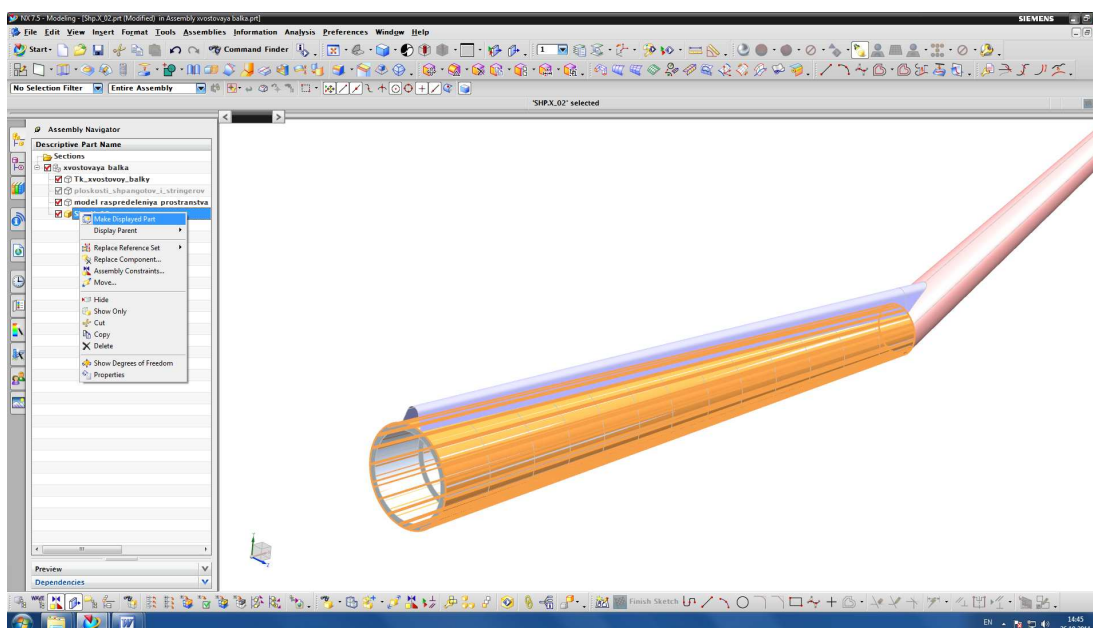 NX 7.5 - Modeling - [Shp.X_02.prt (Modified) in Assembly xvostovaya balka.prt]
SIEMENS
File Edit View Insert Format Tools Assemblies Information Analysis Preferences Window Help
Start Command Finder 1
No Selection Filter Entire Assembly
'SHP.X_02' selected
Assembly Navigator
Descriptive Part Name
Sections
xvostovaya balka
Tk_xvostovoy_balky
ploskosti_shpangotov_i_stringerov
model raspredeleniya prostranstva
Make Displayed Part
Display Parent
Replace Reference Set
Replace Component...
Assembly Constraints...
Move...
Hide
Show Only
Cut
Copy
Delete
Show Degrees of Freedom
Properties
Preview
Dependencies
Finish Sketch
EN
14:45